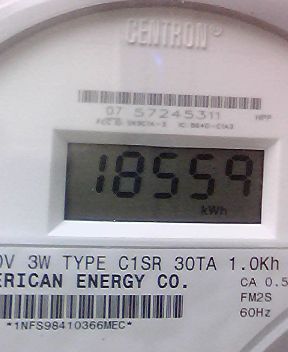 CENTRON®
07 57245311 HPP
18559
kWh
0V 3W TYPE C1SR 30TA 1.0Kh
ERICAN ENERGY CO. CA 0.5
FM2S
60Hz
*1NFS98410366MEC*